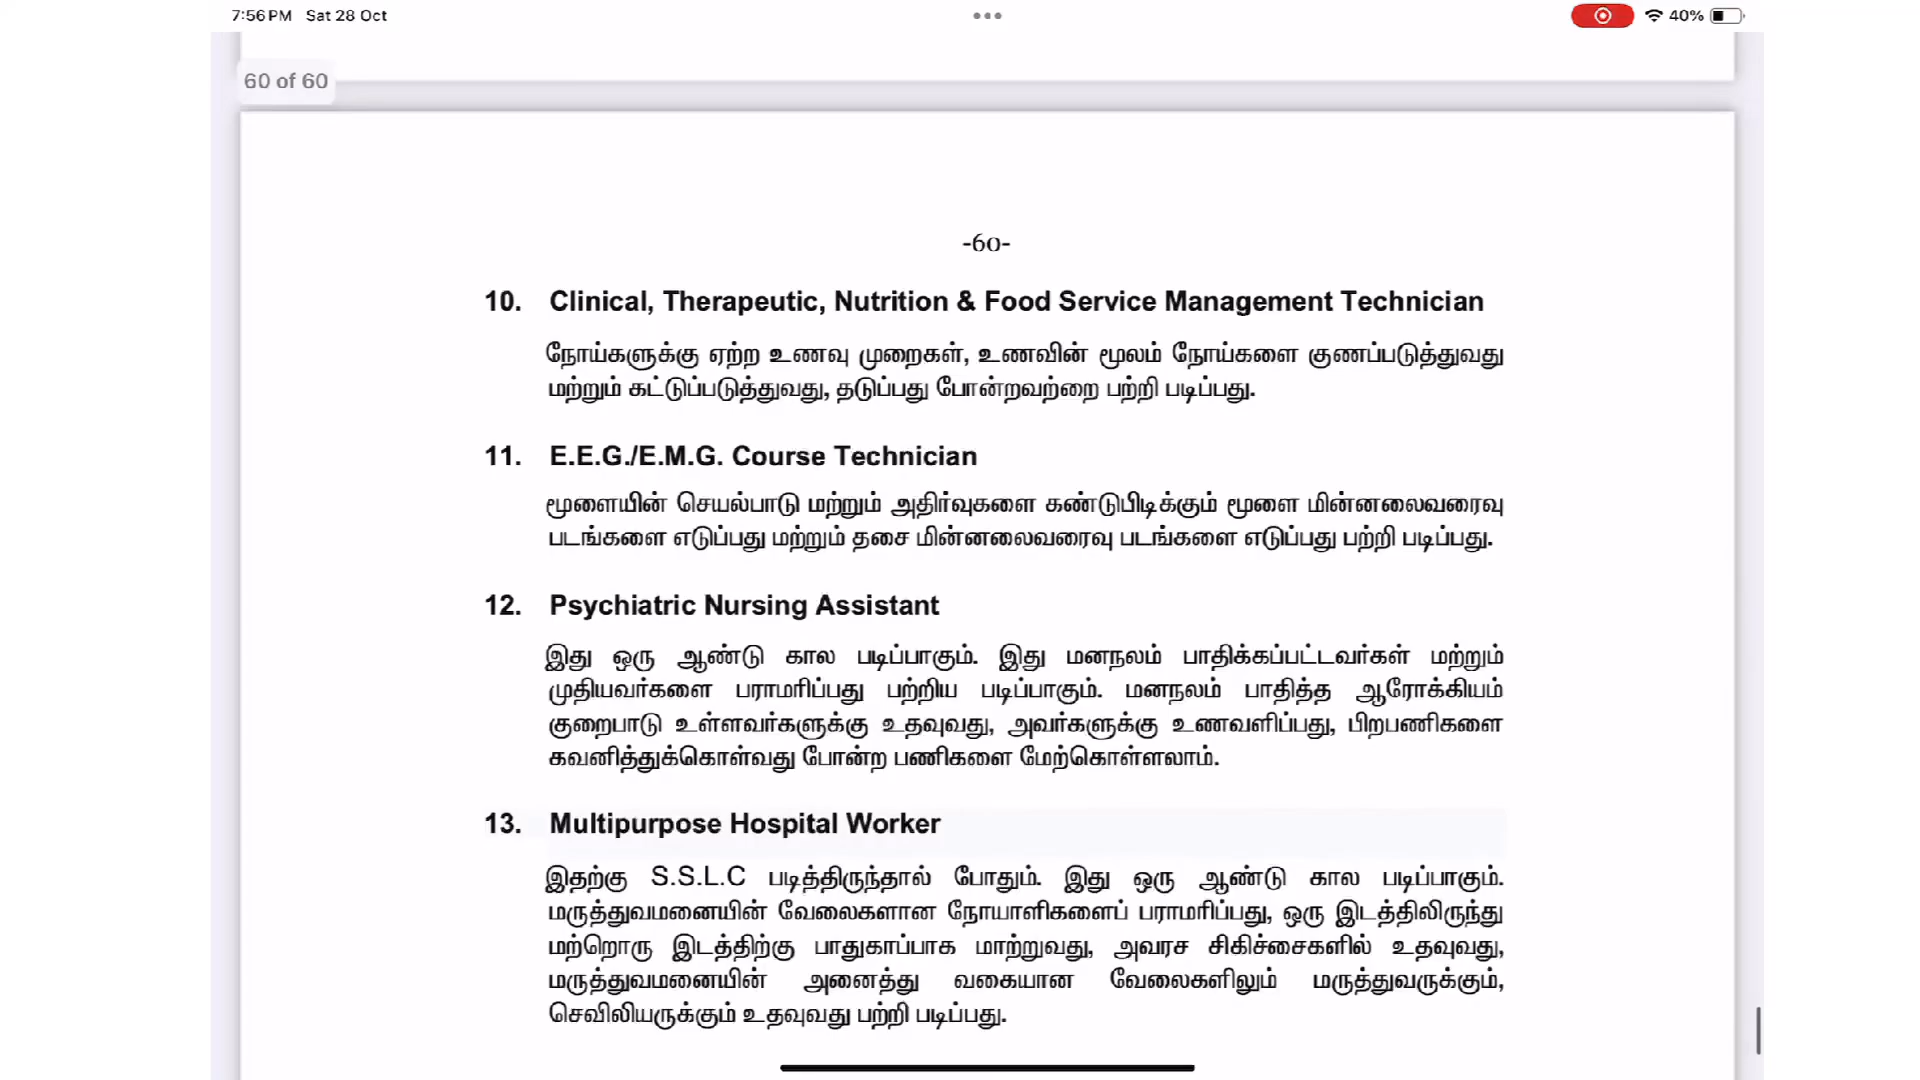 7:56 PM Sat 28 Oct
40%
60 of 60
-60-
10. Clinical, Therapeutic, Nutrition & Food Service Management Technician
நோய்களுக்கு ஏற்ற உணவு முறைகள், உணவின் மூலம் நோய்களை குணப்படுத்துவது
மற்றும் கட்டுப்படுத்துவது, தடுப்பது போன்றவற்றை பற்றி படிப்பது.
11. E.E.G./E.M.G. Course Technician
மூளையின் செயல்பாடு மற்றும் அதிர்வுகளை கண்டுபிடிக்கும் மூளை மின்னலைவரைவு
படங்களை எடுப்பது மற்றும் தசை மின்னலைவரைவு படங்களை எடுப்பது பற்றி படிப்பது.
12. Psychiatric Nursing Assistant
இது ஒரு ஆண்டு கால படிப்பாகும். இது மனநலம் பாதிக்கப்பட்டவர்கள் மற்றும்
முதியவர்களை பராமரிப்பது பற்றிய படிப்பாகும். மனநலம் பாதித்த ஆரோக்கியம்
குறைபாடு உள்ளவர்களுக்கு உதவுவது, அவர்களுக்கு உணவளிப்பது, பிறபணிகளை
கவனித்துக்கொள்வது போன்ற பணிகளை மேற்கொள்ளலாம்.
13. Multipurpose Hospital Worker
இதற்கு S.S.L.C படித்திருந்தால் போதும். இது ஒரு ஆண்டு கால படிப்பாகும்.
மருத்துவமனையின் வேலைகளான நோயாளிகளைப் பராமரிப்பது, ஒரு இடத்திலிருந்து
மற்றொரு இடத்திற்கு பாதுகாப்பாக மாற்றுவது, அவரச சிகிச்சைகளில் உதவுவது,
மருத்துவமனையின் அனைத்து வகையான வேலைகளிலும் மருத்துவருக்கும்,
செவிலியருக்கும் உதவுவது பற்றி படிப்பது.